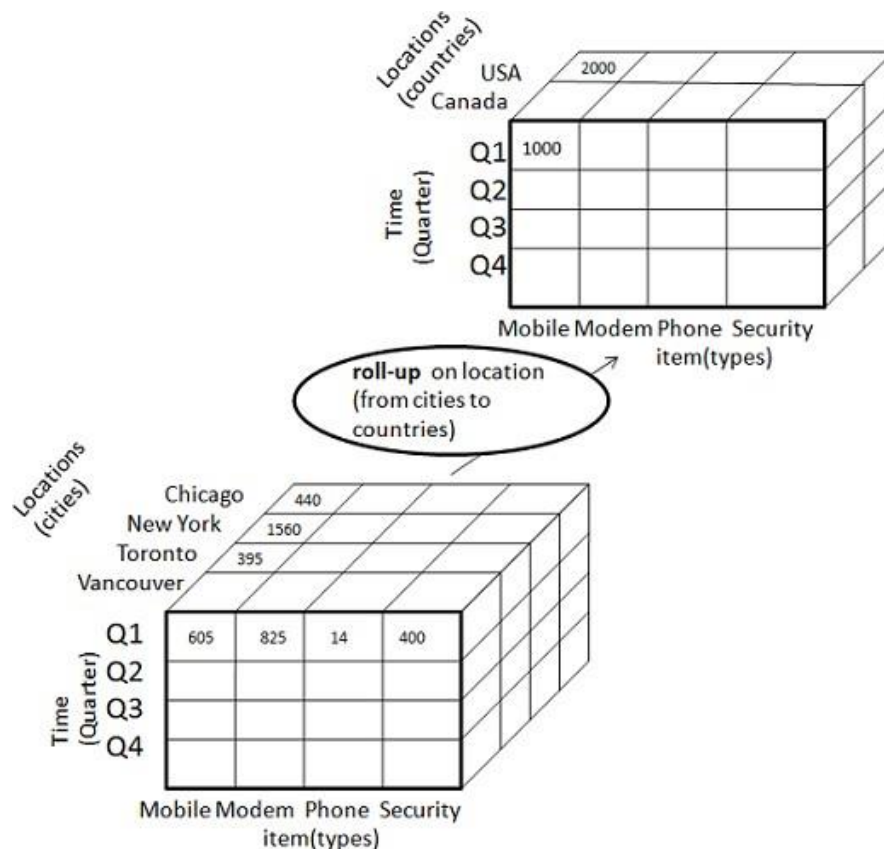 Locations
(countries)
USA
2000
Canada
Time
(Quarter)
Q1
1000
Q2
Q3
Q4
Mobile Modem Phone Security
item(types)
roll-up on location
(from cities to
countries)
Locations
(cities)
Chicago
440
New York
1560
Toronto
395
Vancouver
Time
(Quarter)
Q1
605 825 14 400
Q2
Q3
Q4
Mobile Modem Phone Security
item(types)